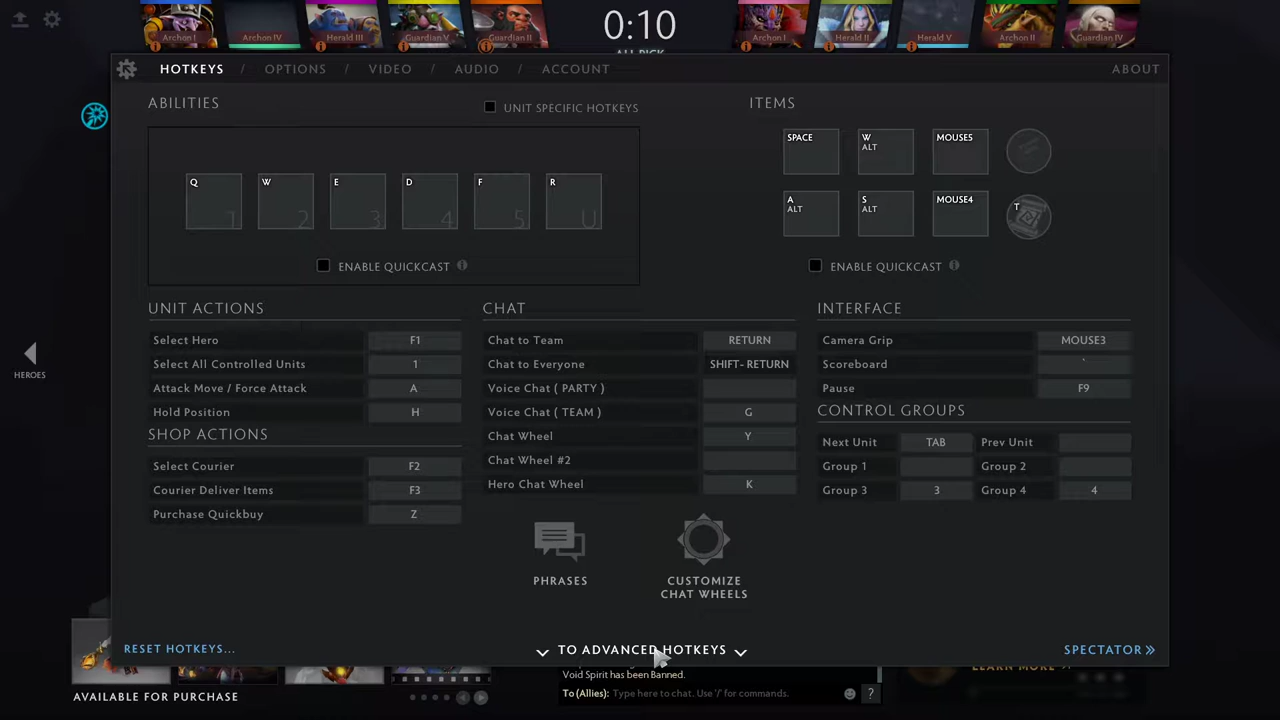 0:10
ALL PICK
Archon I
Archon IV
Herald III
Guardian V
Guardian II
Archon I
Herald II
Herald V
Archon II
Guardian IV
HOTKEYS / OPTIONS / VIDEO / AUDIO / ACCOUNT
ABOUT
ABILITIES
UNIT SPECIFIC HOTKEYS
ITEMS
SPACE
W
ALT
MOUSE5
Q
1
W
2
E
3
D
4
F
5
R
U
A
ALT
S
ALT
MOUSE4
T
ENABLE QUICKCAST
ENABLE QUICKCAST
UNIT ACTIONS
Select Hero F1
Select All Controlled Units 1
Attack Move / Force Attack A
Hold Position H
SHOP ACTIONS
Select Courier F2
Courier Deliver Items F3
Purchase Quickbuy Z
CHAT
Chat to Team RETURN
Chat to Everyone SHIFT- RETURN
Voice Chat ( PARTY )
Voice Chat ( TEAM ) G
Chat Wheel Y
Chat Wheel #2
Hero Chat Wheel K
INTERFACE
Camera Grip MOUSE3
Scoreboard `
Pause F9
CONTROL GROUPS
Next Unit TAB Prev Unit
Group 1 Group 2
Group 3 3 Group 4 4
HEROES
PHRASES
CUSTOMIZE
CHAT WHEELS
RESET HOTKEYS...
TO ADVANCED HOTKEYS
SPECTATOR
LEARN MORE
Void Spirit has been Banned.
To (Allies): Type here to chat. Use '/' for commands.
?
AVAILABLE FOR PURCHASE